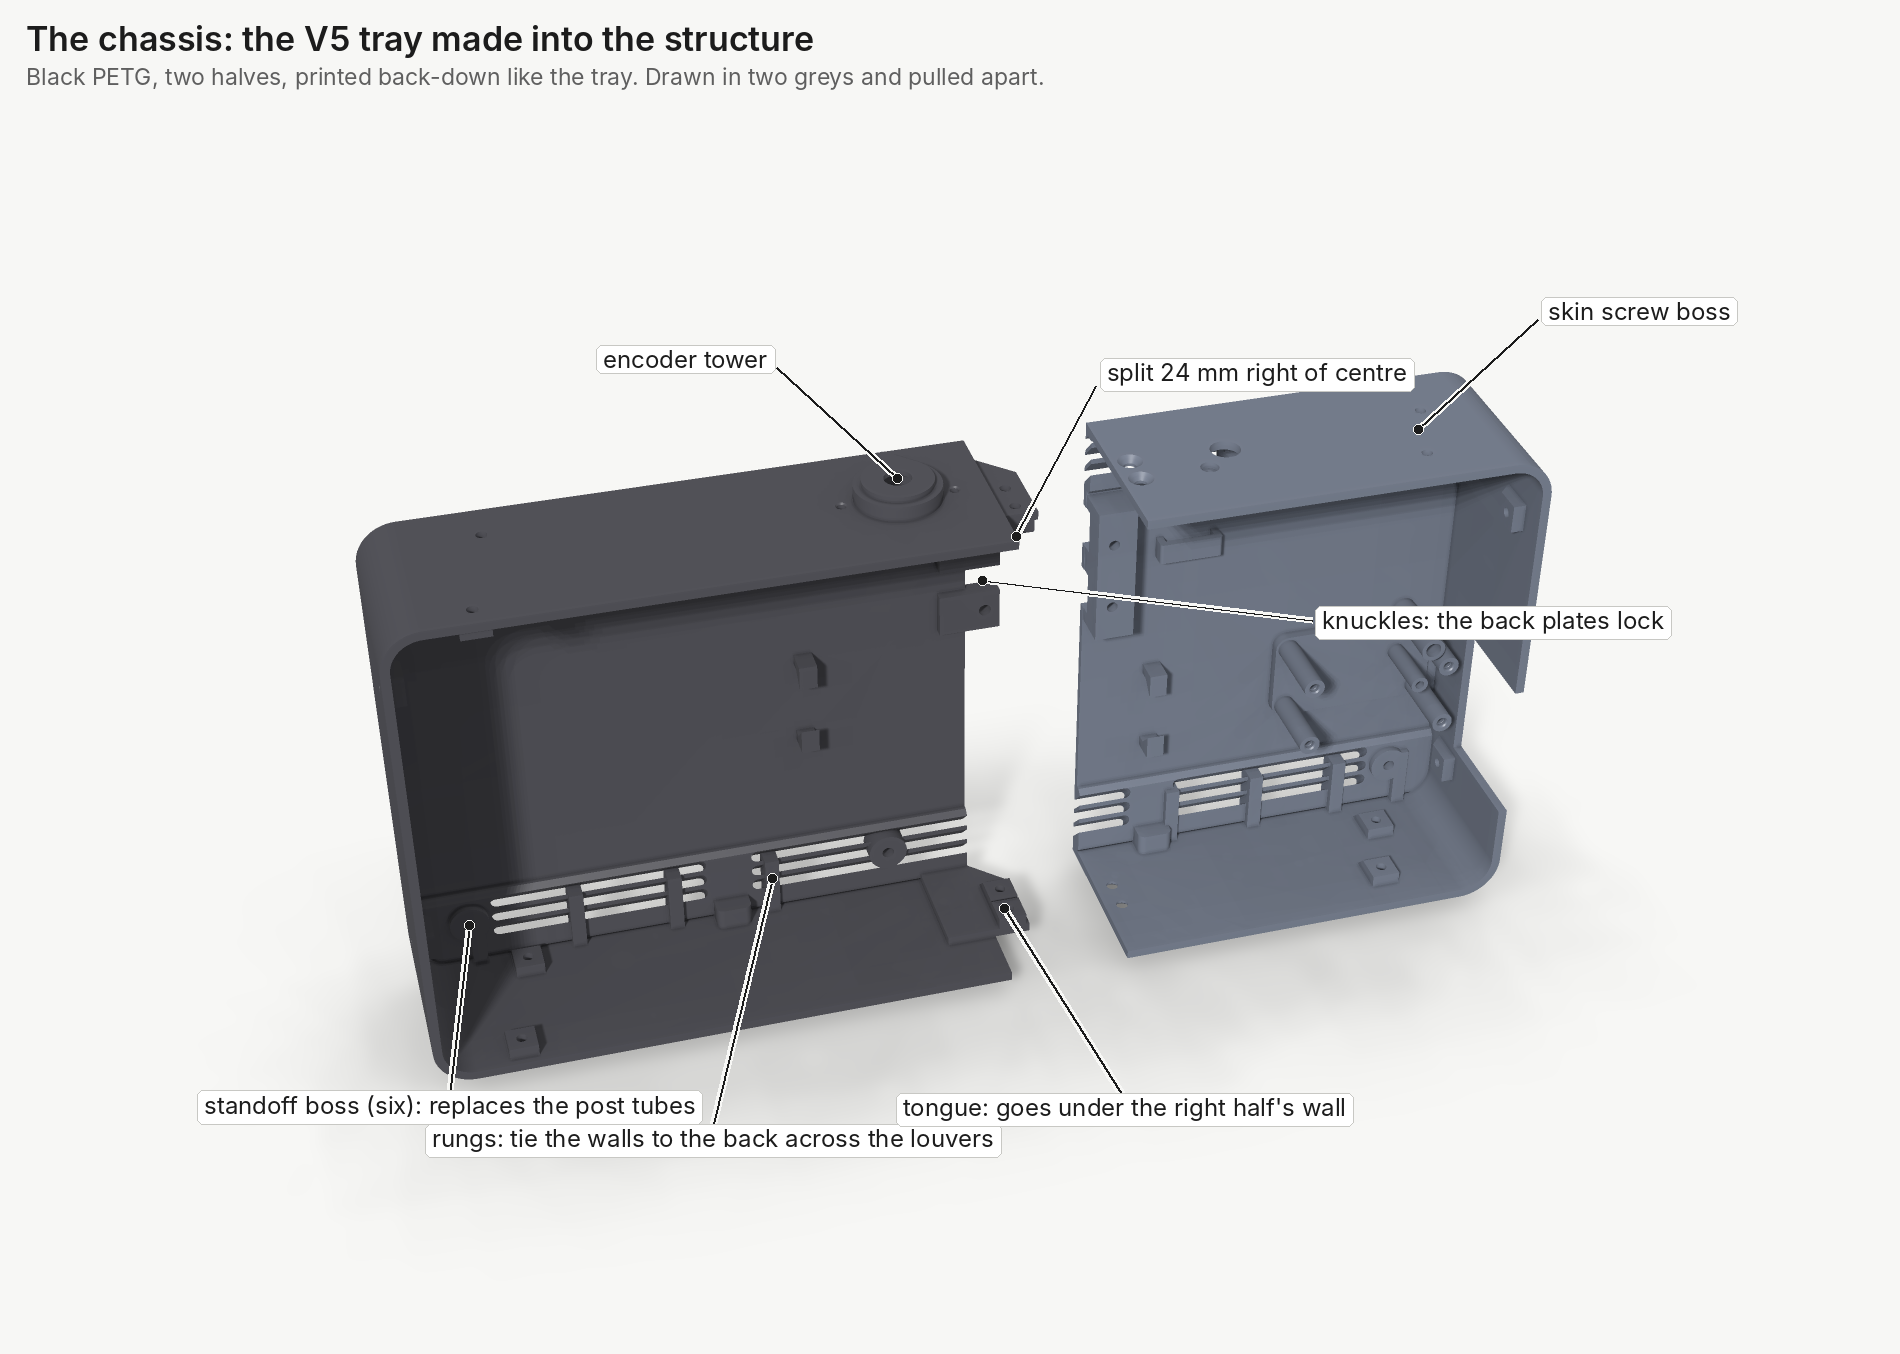 The chassis: the V5 tray made into the structure
Black PETG, two halves, printed back-down like the tray. Drawn in two greys and pulled apart.
skin screw boss
encoder tower
split 24 mm right of centre
knuckles: the back plates lock
standoff boss (six): replaces the post tubes
tongue: goes under the right half's wall
rungs: tie the walls to the back across the louvers